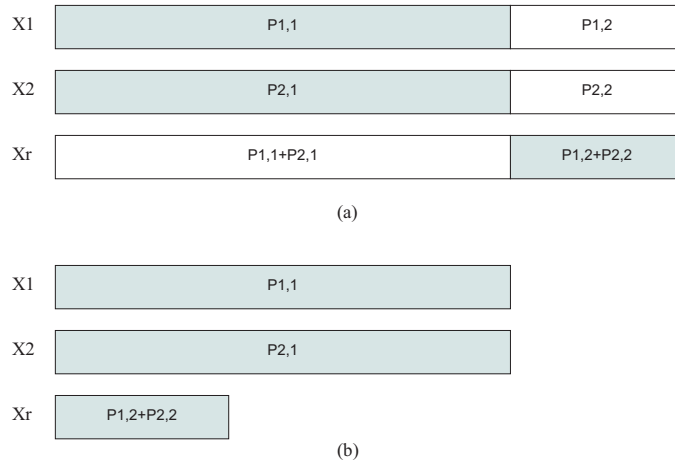 X1 P1,1 P1,2
X2 P2,1 P2,2
Xr P1,1+P2,1 P1,2+P2,2
(a)
X1 P1,1
X2 P2,1
Xr P1,2+P2,2
(b)